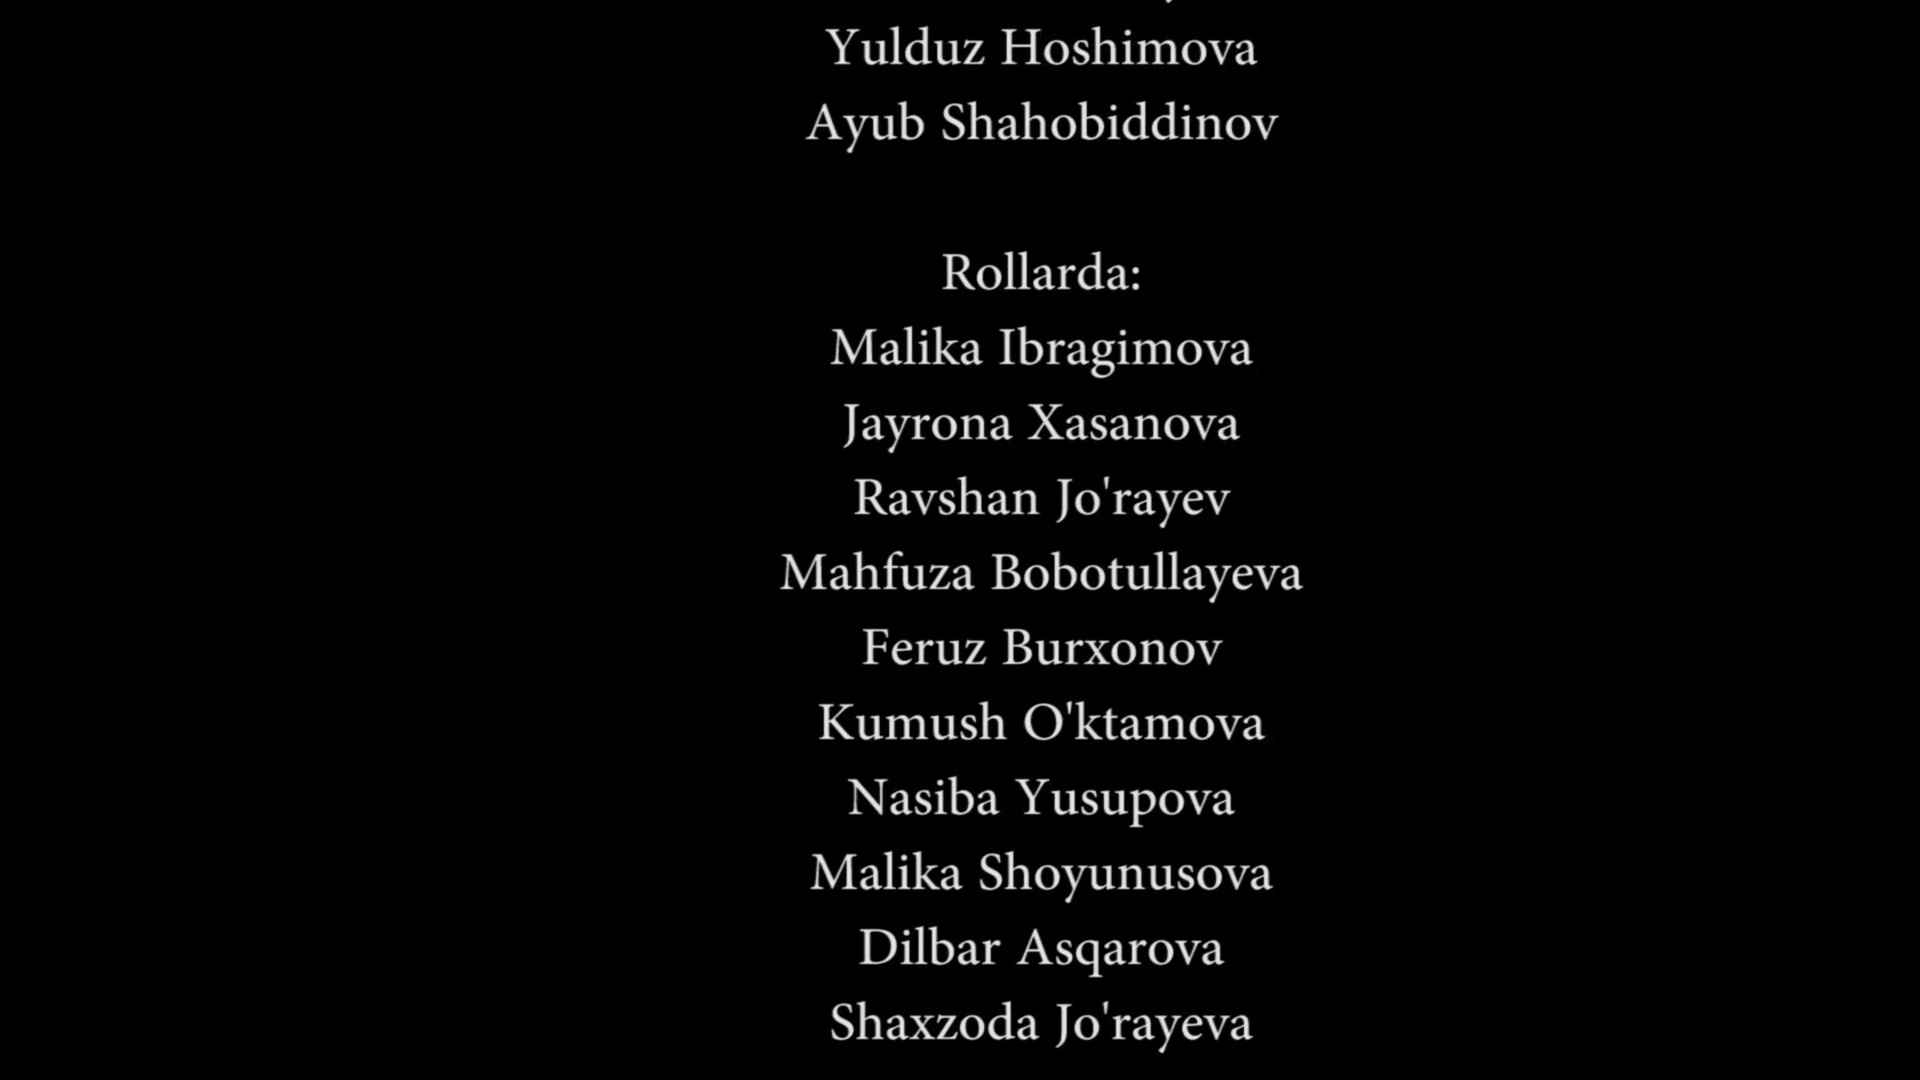 Yulduz Hoshimova
Ayub Shahobiddinov
Rollarda:
Malika Ibragimova
Jayrona Xasanova
Ravshan Jo'rayev
Mahfuza Bobotullayeva
Feruz Burxonov
Kumush O'ktamova
Nasiba Yusupova
Malika Shoyunusova
Dilbar Asqarova
Shaxzoda Jo'rayeva